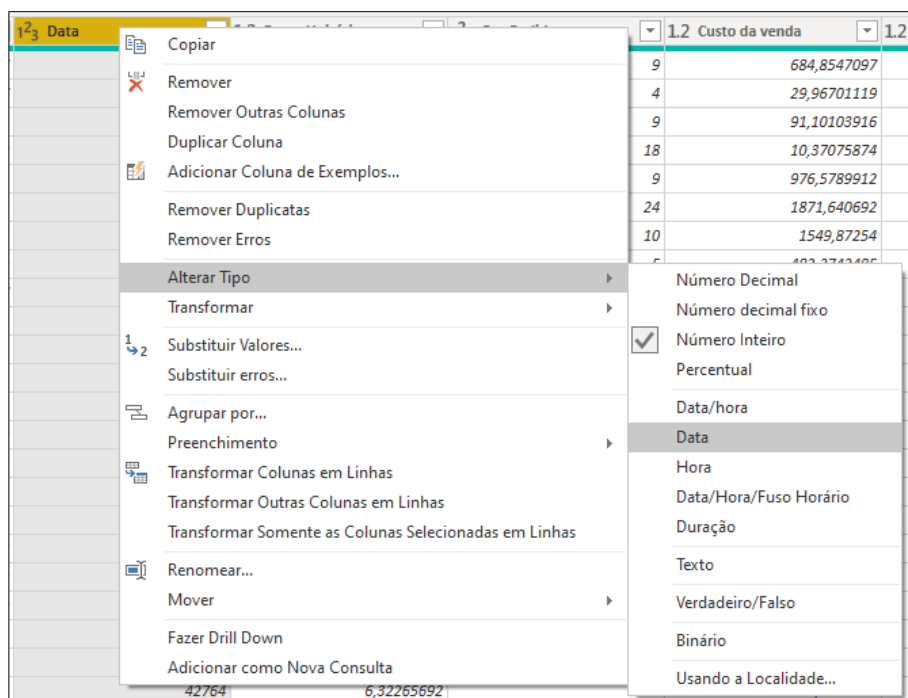 1²3 Data 1.2 Custo da venda 1.2
Copiar
Remover
Remover Outras Colunas
Duplicar Coluna
Adicionar Coluna de Exemplos...
Remover Duplicatas
Remover Erros
Alterar Tipo
Transformar
1 2 Substituir Valores...
Substituir erros...
Agrupar por...
Preenchimento
Transformar Colunas em Linhas
Transformar Outras Colunas em Linhas
Transformar Somente as Colunas Selecionadas em Linhas
Renomear...
Mover
Fazer Drill Down
Adicionar como Nova Consulta
9 684,8547097
4 29,96701119
9 91,10103916
18 10,37075874
9 976,5789912
24 1871,640692
10 1549,87254
Número Decimal
Número decimal fixo
Número Inteiro
Percentual
Data/hora
Data
Hora
Data/Hora/Fuso Horário
Duração
Texto
Verdadeiro/Falso
Binário
Usando a Localidade...
42764 6,32265692